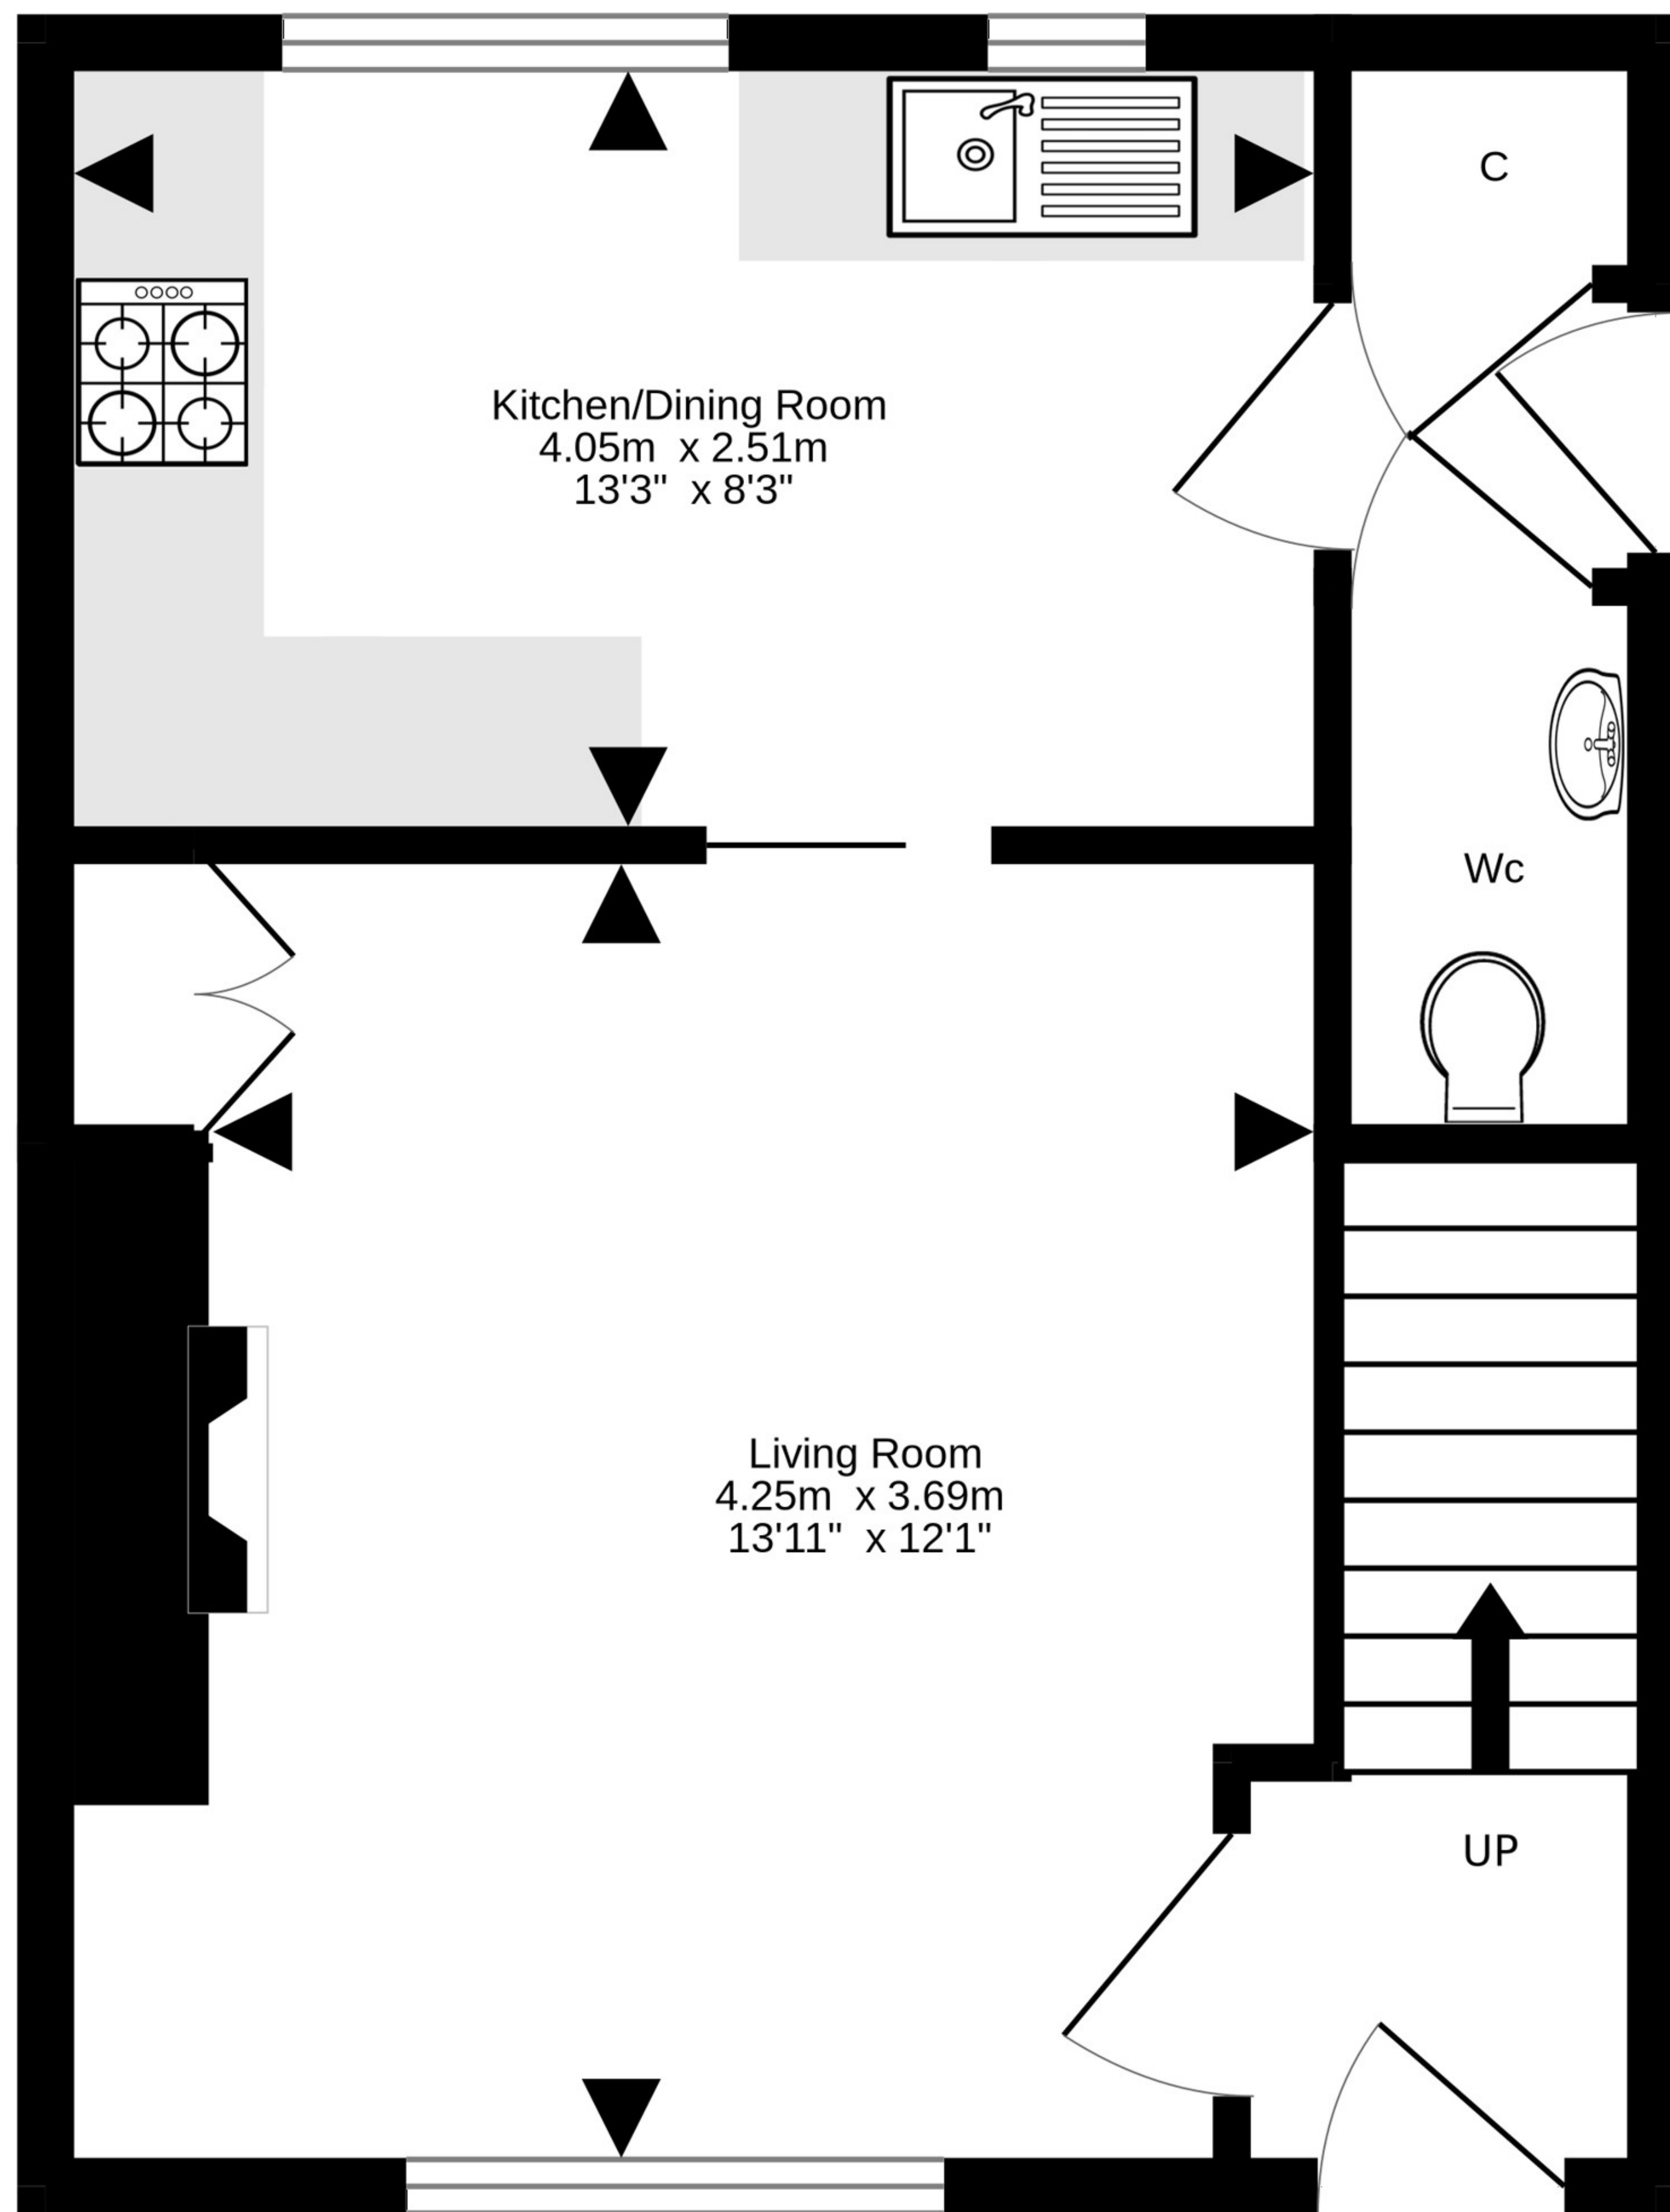 C
Kitchen/Dining Room
4.05m x 2.51m
13'3" x 8'3"
Wc
Living Room
4.25m x 3.69m
13'11" x 12'1"
UP